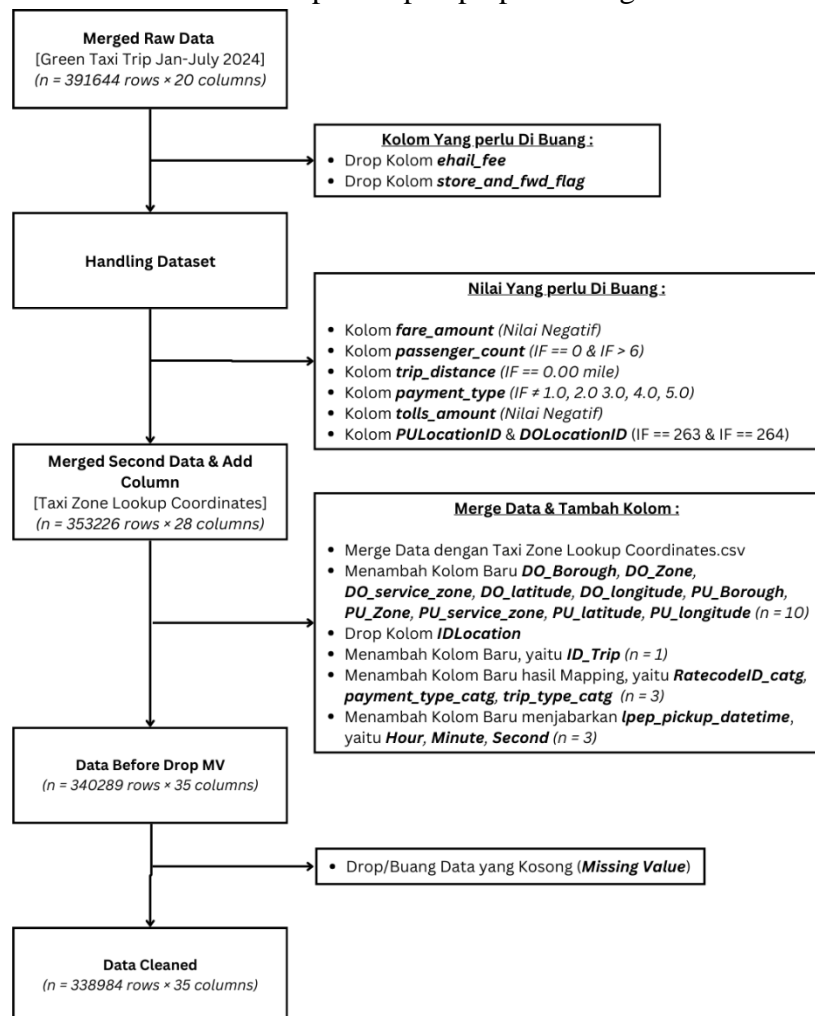 Merged Raw Data
[Green Taxi Trip Jan-July 2024]
(n = 391644 rows × 20 columns)
Kolom Yang perlu Di Buang :
• Drop Kolom ehail_fee
• Drop Kolom store_and_fwd_flag
Handling Dataset
Nilai Yang perlu Di Buang :
• Kolom fare_amount (Nilai Negatif)
• Kolom passenger_count (IF == 0 & IF > 6)
• Kolom trip_distance (IF == 0.00 mile)
• Kolom payment_type (IF ≠ 1.0, 2.0 3.0, 4.0, 5.0)
• Kolom tolls_amount (Nilai Negatif)
• Kolom PULocationID & DOLocationID (IF == 263 & IF == 264)
Merged Second Data & Add
Column
[Taxi Zone Lookup Coordinates]
(n = 353226 rows × 28 columns)
Merge Data & Tambah Kolom :
• Merge Data dengan Taxi Zone Lookup Coordinates.csv
• Menambah Kolom Baru DO_Borough, DO_Zone,
DO_service_zone, DO_latitude, DO_longitude, PU_Borough,
PU_Zone, PU_service_zone, PU_latitude, PU_longitude (n = 10)
• Drop Kolom IDLocation
• Menambah Kolom Baru, yaitu ID_Trip (n = 1)
• Menambah Kolom Baru hasil Mapping, yaitu RatecodeID_catg,
payment_type_catg, trip_type_catg (n = 3)
• Menambah Kolom Baru menjabarkan lpep_pickup_datetime,
yaitu Hour, Minute, Second (n = 3)
Data Before Drop MV
(n = 340289 rows × 35 columns)
• Drop/Buang Data yang Kosong (Missing Value)
Data Cleaned
(n = 338984 rows × 35 columns)